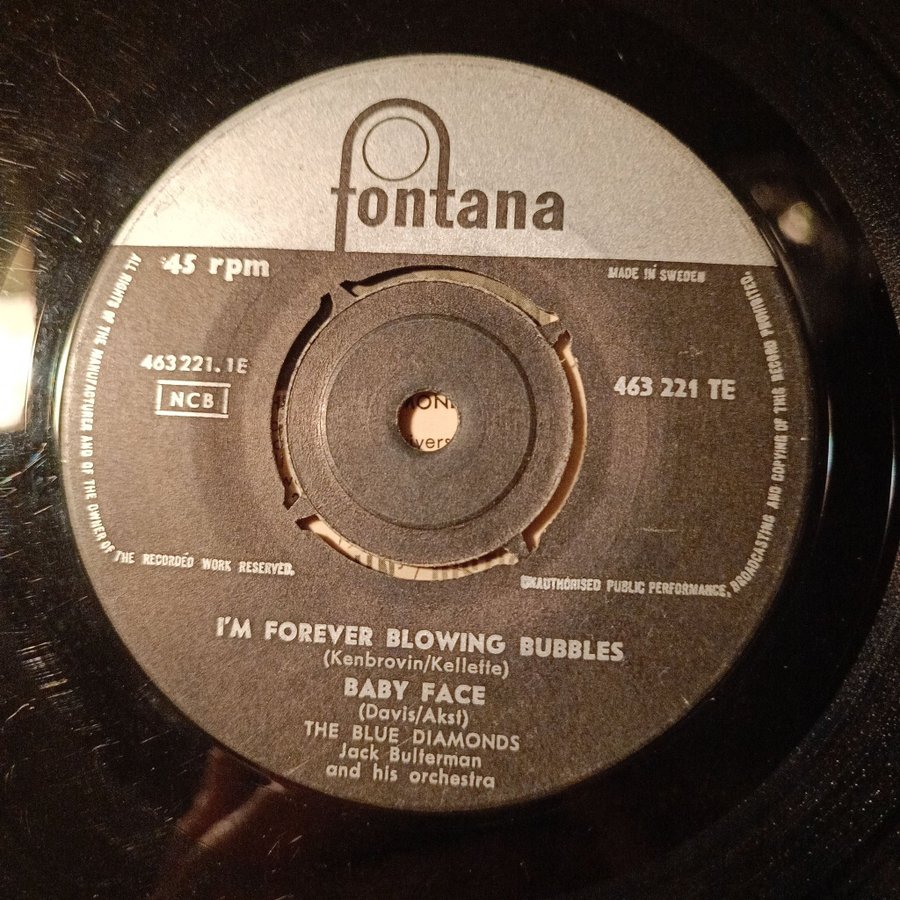 fontana
45 rpm
MADE IN SWEDEN
463 221.1E
NCB
463 221 TE
ALL RIGHTS OF THE MANUFACTURER AND OF THE OWNER OF THE RECORDED WORK RESERVED.
UNAUTHORISED PUBLIC PERFORMANCE, BROADCASTING AND COPYING OF THIS RECORD PROHIBITED.
I'M FOREVER BLOWING BUBBLES
(Kenbrovin/Kellette)
BABY FACE
(Davis/Akst)
THE BLUE DIAMONDS
Jack Bulterman
and his orchestra